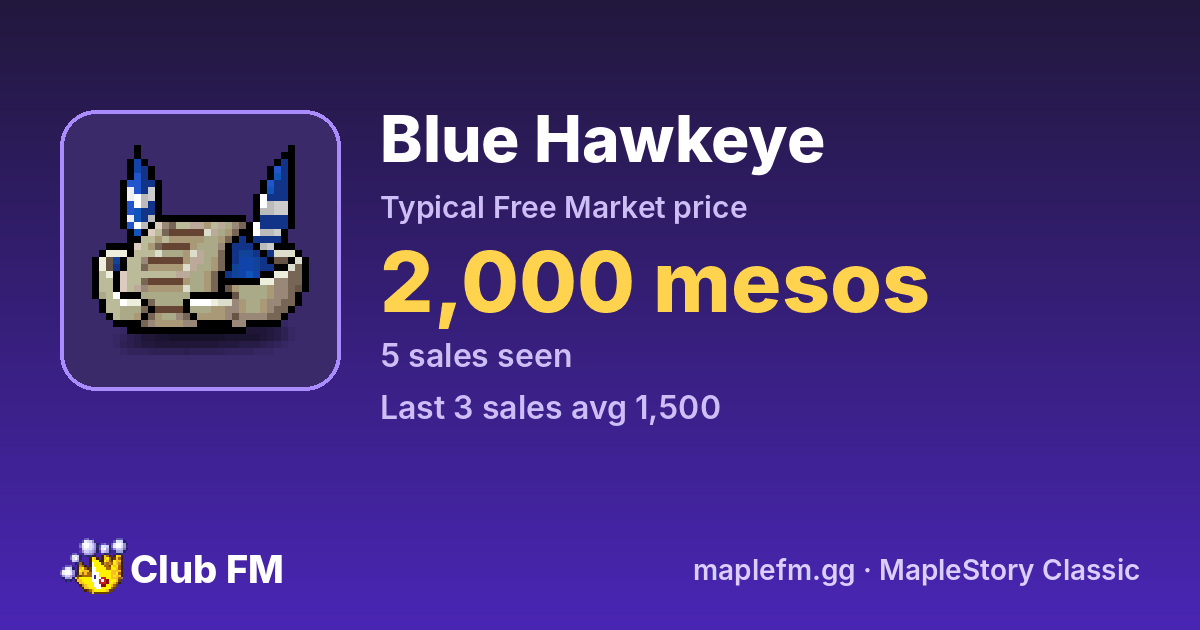 Blue Hawkeye
Typical Free Market price
2,000 mesos
5 sales seen
Last 3 sales avg 1,500
Club FM
maplefm.gg · MapleStory Classic